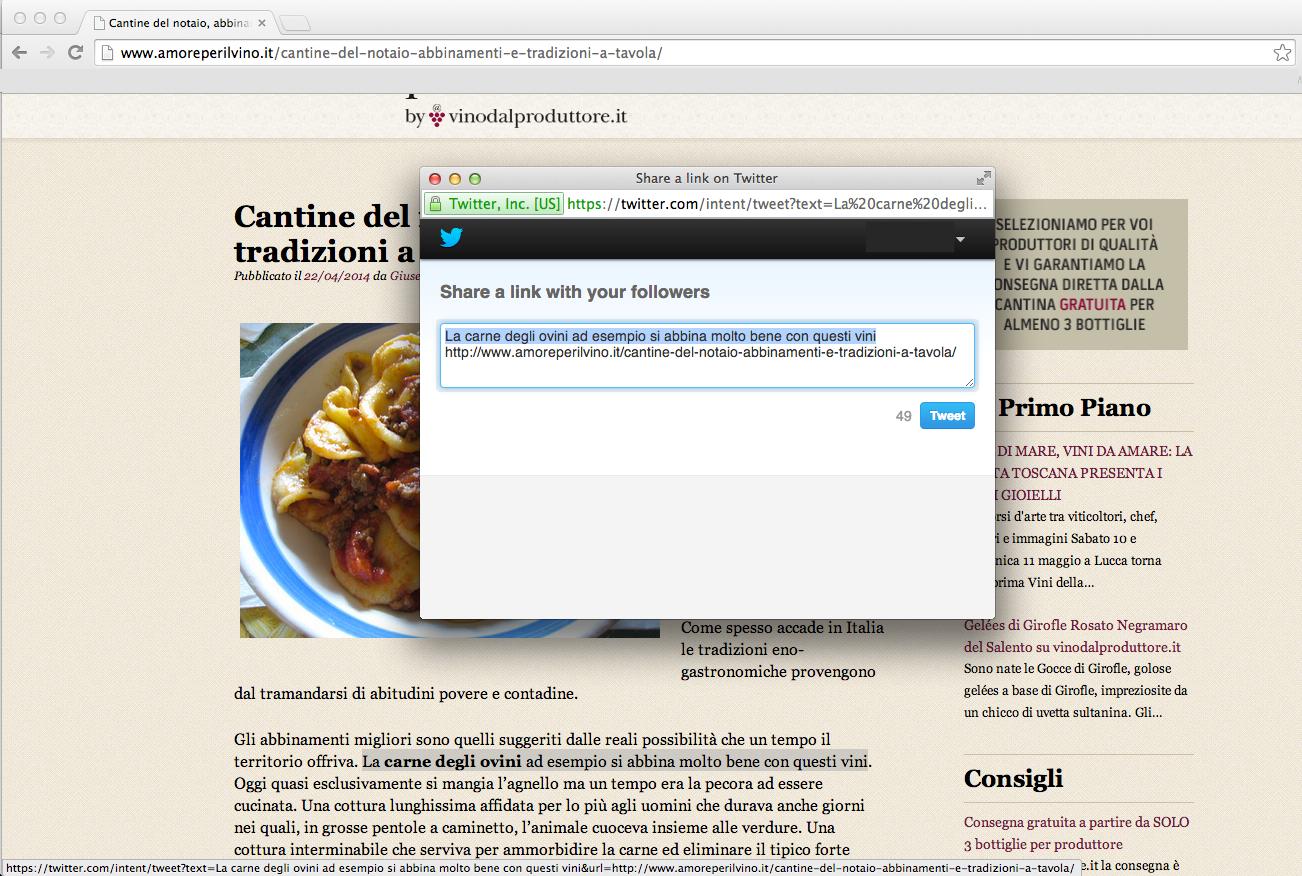 Cantine del notaio, abbina
www.amoreperilvino.it/cantine-del-notaio-abbinamenti-e-tradizioni-a-tavola/
by vinodalproduttore.it
Share a link on Twitter
Twitter, Inc. [US] https://twitter.com/intent/tweet?text=La%20carne%20degli...
Share a link with your followers
La carne degli ovini ad esempio si abbina molto bene con questi vini
http://www.amoreperilvino.it/cantine-del-notaio-abbinamenti-e-tradizioni-a-tavola/
49 Tweet
Cantine del
tradizioni a
Pubblicato il 22/04/2014 da Giuse
Come spesso accade in Italia
le tradizioni eno-
gastronomiche provengono
dal tramandarsi di abitudini povere e contadine.
Gli abbinamenti migliori sono quelli suggeriti dalle reali possibilità che un tempo il
territorio offriva. La carne degli ovini ad esempio si abbina molto bene con questi vini.
Oggi quasi esclusivamente si mangia l'agnello ma un tempo era la pecora ad essere
cucinata. Una cottura lunghissima affidata per lo più agli uomini che durava anche giorni
nei quali, in grosse pentole a caminetto, l'animale cuoceva insieme alle verdure. Una
cottura interminabile che serviva per ammorbidire la carne ed eliminare il tipico forte
SELEZIONIAMO PER VOI
PRODUTTORI DI QUALITÀ
E VI GARANTIAMO LA
CONSEGNA DIRETTA DALLA
CANTINA GRATUITA PER
ALMENO 3 BOTTIGLIE
Primo Piano
DI MARE, VINI DA AMARE: LA
TA TOSCANA PRESENTA I
I GIOIELLI
rsi d'arte tra viticoltori, chef,
ri e immagini Sabato 10 e
nica 11 maggio a Lucca torna
prima Vini della...
Gelées di Girofle Rosato Negramaro
del Salento su vinodalproduttore.it
Sono nate le Gocce di Girofle, golose
gelées a base di Girofle, impreziosite da
un chicco di uvetta sultanina. Gli...
Consigli
Consegna gratuita a partire da SOLO
3 bottiglie per produttore
e.it la consegna è
https://twitter.com/intent/tweet?text=La carne degli ovini ad esempio si abbina molto bene con questi vini&url=http://www.amoreperilvino.it/cantine-del-notaio-abbinamenti-e-tradizioni-a-tavola/